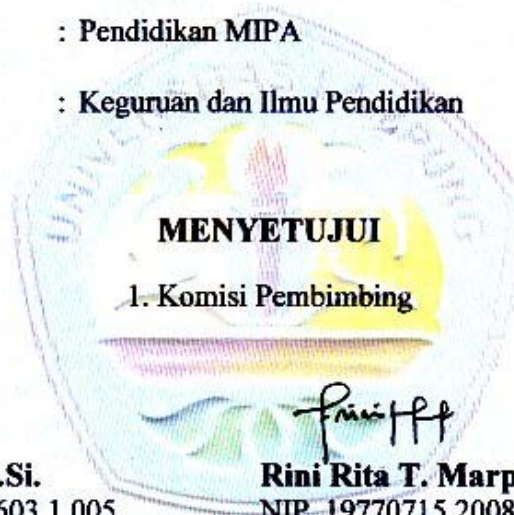 : Pendidikan MIPA
: Keguruan dan Ilmu Pendidikan
MENYETUJUI
1. Komisi Pembimbing
.Si. Rini Rita T. Marp
603 1 005 NIP 19770715 2008